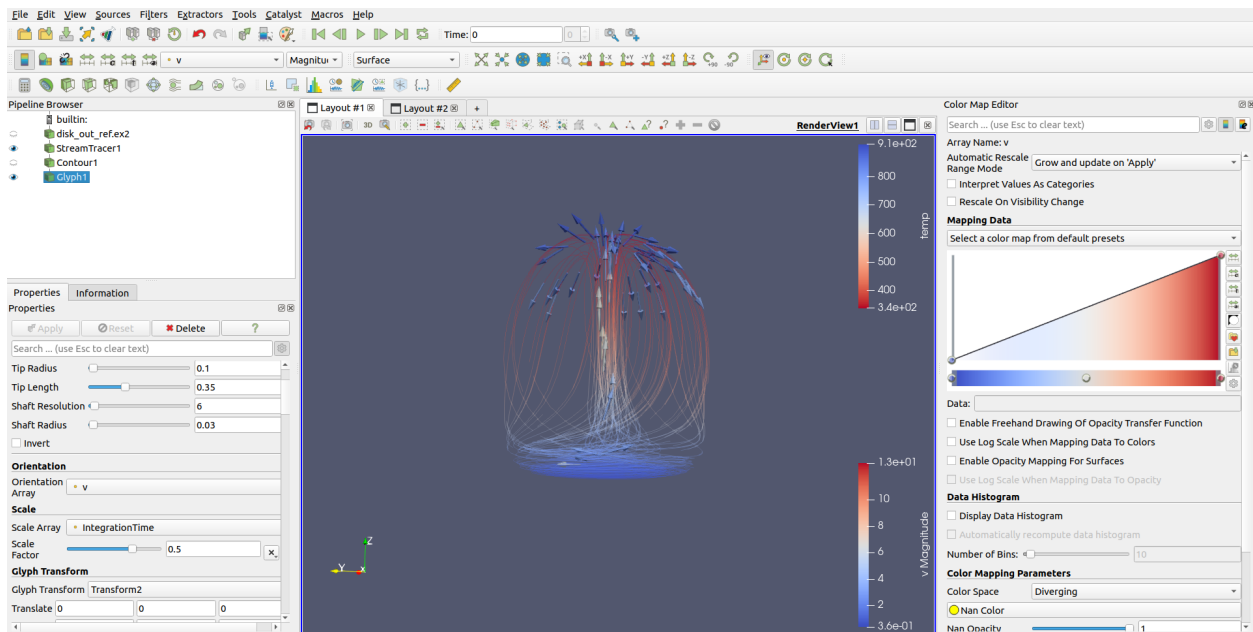 File Edit View Sources Filters Extractors Tools Catalyst Macros Help
Time: 0 0
v Magnitu Surface
+X -X +Y -Y +Z -Z +90 -90
Pipeline Browser
builtin:
disk_out_ref.ex2
StreamTracer1
Contour1
Glyph1
Properties Information
Properties
Apply Reset Delete ?
Search ... (use Esc to clear text)
Tip Radius 0.1
Tip Length 0.35
Shaft Resolution 6
Shaft Radius 0.03
Invert
Orientation
Orientation Array v
Scale
Scale Array IntegrationTime
Scale Factor 0.5
Glyph Transform
Glyph Transform Transform2
Translate 0 0 0
Layout #1 Layout #2 +
3D RenderView1
9.1e+02
800
700
600
500
400
3.4e+02
temp
1.3e+01
10
8
6
4
2
3.6e-01
v Magnitude
Z
Y X
Color Map Editor
Search ... (use Esc to clear text)
Array Name: v
Automatic Rescale Range Mode Grow and update on 'Apply'
Interpret Values As Categories
Rescale On Visibility Change
Mapping Data
Select a color map from default presets
Data:
Enable Freehand Drawing Of Opacity Transfer Function
Use Log Scale When Mapping Data To Colors
Enable Opacity Mapping For Surfaces
Use Log Scale When Mapping Data To Opacity
Data Histogram
Display Data Histogram
Automatically recompute data histogram
Number of Bins: 10
Color Mapping Parameters
Color Space Diverging
Nan Color
Nan Opacity 1